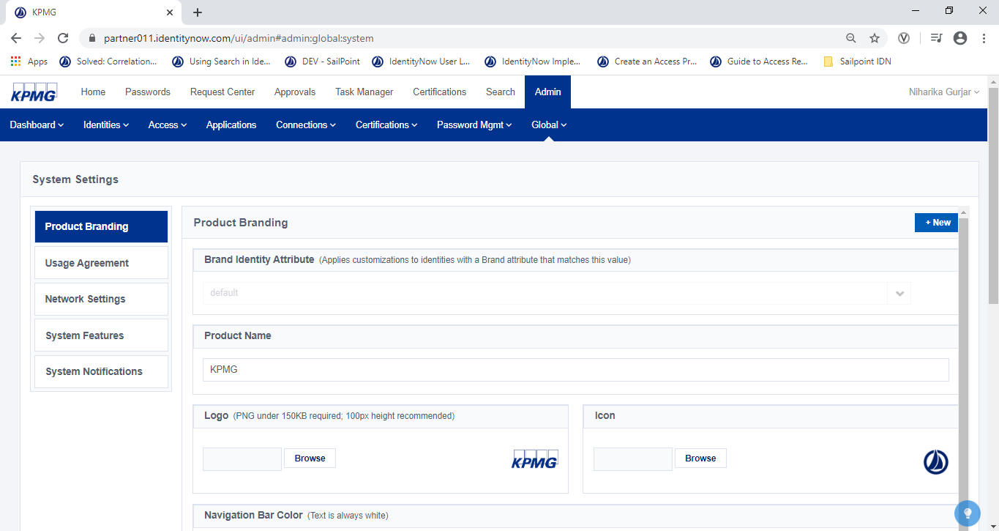 KPMG
partner011.identitynow.com/ui/admin#admin:global:system
Apps Solved: Correlation... Using Search in Ide... DEV - SailPoint IdentityNow User L... IdentityNow Imple... Create an Access Pr... Guide to Access Re... Sailpoint IDN
KPMG Home Passwords Request Center Approvals Task Manager Certifications Search Admin Niharika Gurjar
Dashboard Identities Access Applications Connections Certifications Password Mgmt Global
System Settings
Product Branding
Usage Agreement
Network Settings
System Features
System Notifications
Product Branding + New
Brand Identity Attribute (Applies customizations to identities with a Brand attribute that matches this value)
default
Product Name
KPMG
Logo (PNG under 150KB required; 100px height recommended)
Browse KPMG
Icon
Browse
Navigation Bar Color (Text is always white)